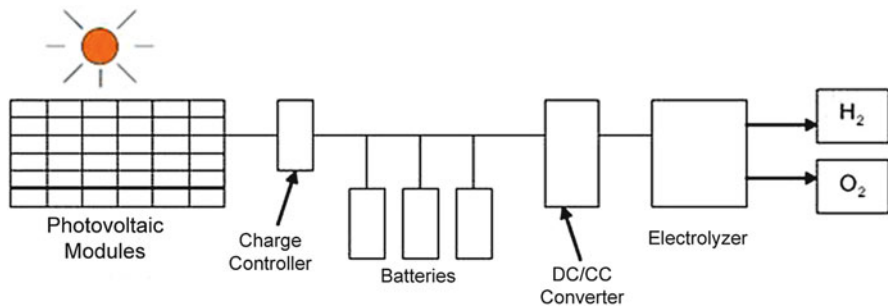 H₂
O₂
Photovoltaic
Modules
Charge
Controller
Batteries
DC/CC
Converter
Electrolyzer